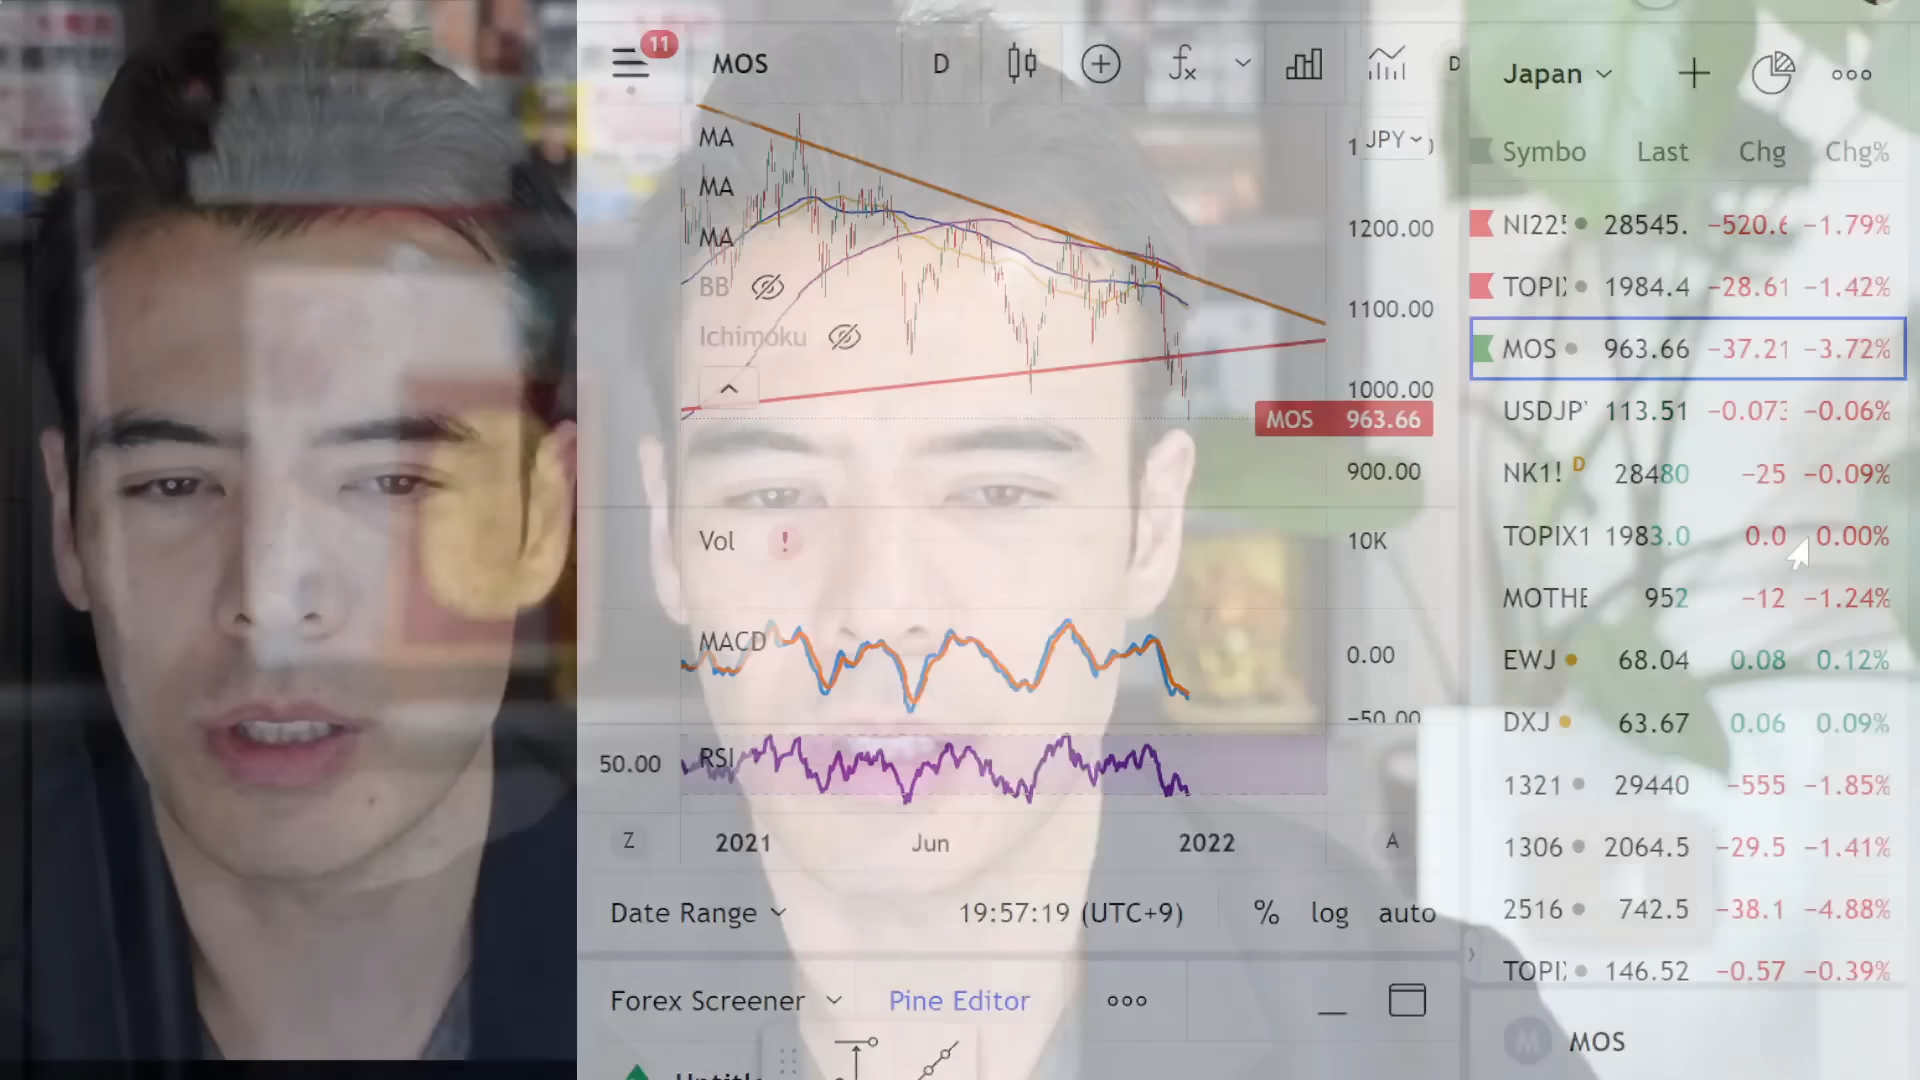 11
MOS D D
Japan
MA
JPY
Symbo Last Chg Chg%
MA
MA
1200.00
BB
1100.00
Ichimoku
1000.00
MOS 963.66
900.00
Vol !
10K
MACD
0.00
-50.00
50.00
RSI
Z 2021 Jun 2022 A
Date Range 19:57:19 (UTC+9) % log auto
Forex Screener Pine Editor
NI225 28545. −520.6 −1.79%
TOPI 1984.4 −28.61 −1.42%
MOS 963.66 −37.21 −3.72%
USDJP 113.51 −0.073 −0.06%
NK1! D 28480 −25 −0.09%
TOPIX1 1983.0 0.0 0.00%
MOTHE 952 −12 −1.24%
EWJ 68.04 0.08 0.12%
DXJ 63.67 0.06 0.09%
1321 29440 −555 −1.85%
1306 2064.5 −29.5 −1.41%
2516 742.5 −38.1 −4.88%
TOPI 146.52 −0.57 −0.39%
M MOS